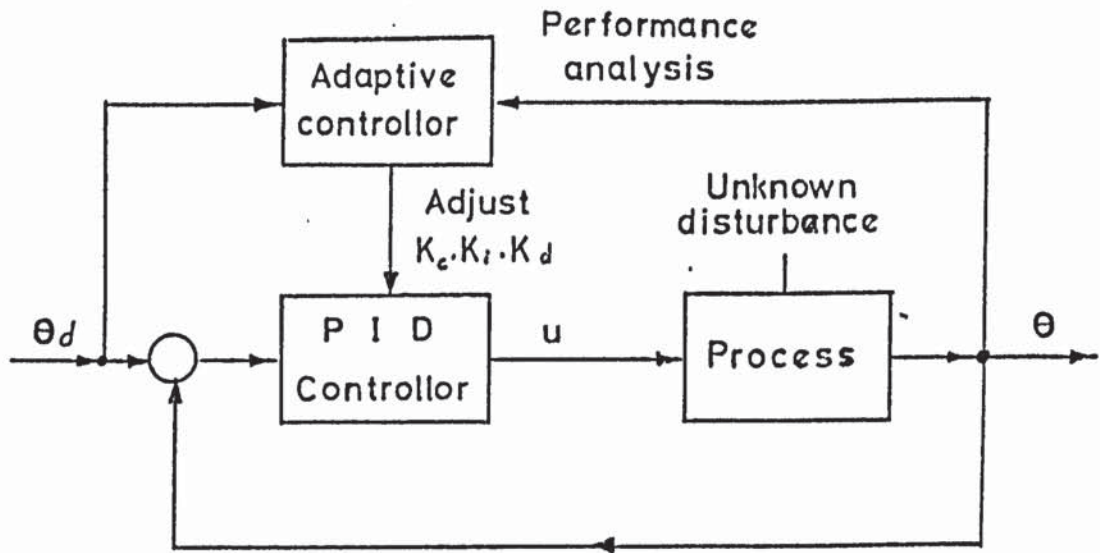 Performance
analysis
Adaptive
controllor
Unknown
disturbance
Adjust
Kc.Ki.Kd
θd
P I D
Controllor
u
Process
θ